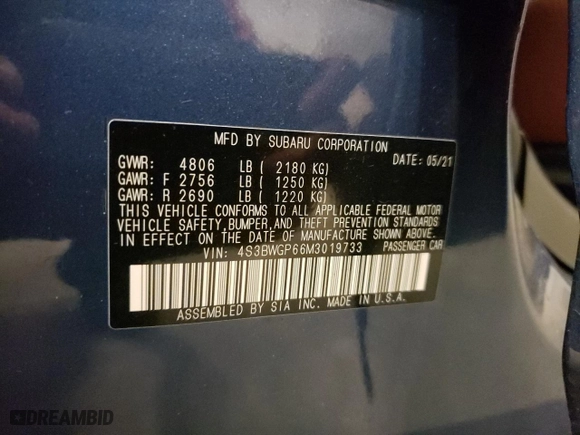 MFD BY SUBARU CORPORATION
GVWR: 4806 LB ( 2180 KG) DATE: 05/21
GAWR: F 2756 LB ( 1250 KG)
GAWR: R 2690 LB ( 1220 KG)
THIS VEHICLE CONFORMS TO ALL APPLICABLE FEDERAL MOTOR
VEHICLE SAFETY,BUMPER,AND THEFT PREVENTION STANDARDS
IN EFFECT ON THE DATE OF MANUFACTURE SHOWN ABOVE.
VIN: 4S3BWGP66M3019733 PASSENGER CAR
ASSEMBLED BY SIA INC. MADE IN U.S.A.
DREAMBID